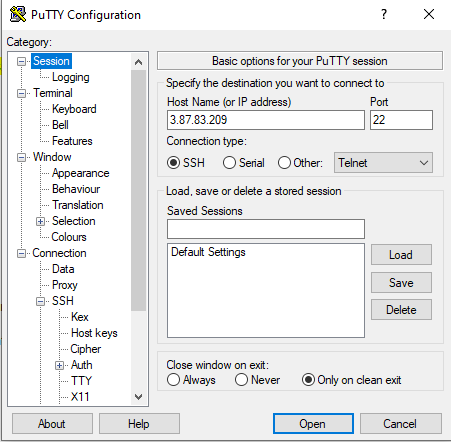 PuTTY Configuration
Category:
Session
Logging
Terminal
Keyboard
Bell
Features
Window
Appearance
Behaviour
Translation
Selection
Colours
Connection
Data
Proxy
SSH
Kex
Host keys
Cipher
Auth
TTY
X11
Basic options for your PuTTY session
Specify the destination you want to connect to
Host Name (or IP address) Port
3.87.83.209 22
Connection type:
SSH Serial Other: Telnet
Load, save or delete a stored session
Saved Sessions
Default Settings
Load
Save
Delete
Close window on exit:
Always Never Only on clean exit
About Help Open Cancel